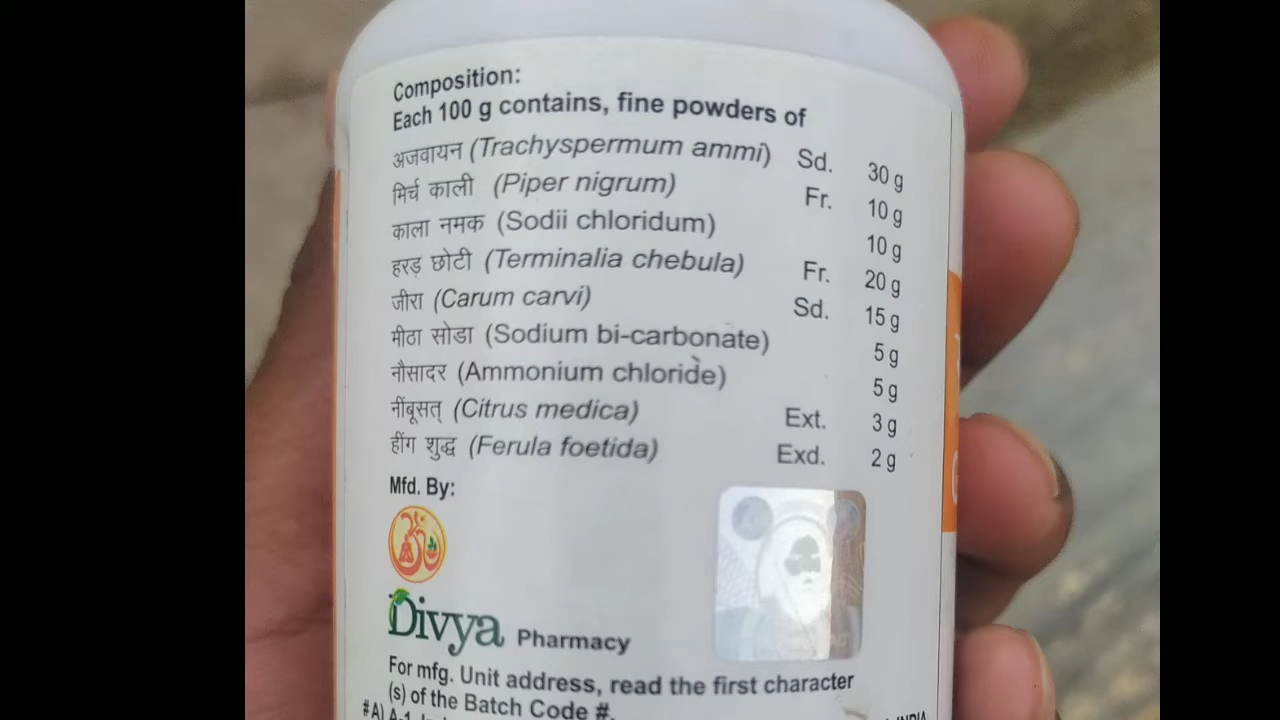 Composition:
Each 100 g contains, fine powders of
अजवायन (Trachyspermum ammi) Sd. 30 g
मिर्च काली (Piper nigrum) Fr. 10 g
काला नमक (Sodii chloridum) 10 g
हरड़ छोटी (Terminalia chebula) Fr. 20 g
जीरा (Carum carvi) Sd. 15 g
मीठा सोडा (Sodium bi-carbonate) 5 g
नौसादर (Ammonium chloride) 5 g
नींबूसत् (Citrus medica) Ext. 3 g
हींग शुद्ध (Ferula foetida) Exd. 2 g
Mfd. By:
Divya Pharmacy
For mfg. Unit address, read the first character
(s) of the Batch Code #.
#A) A-1,